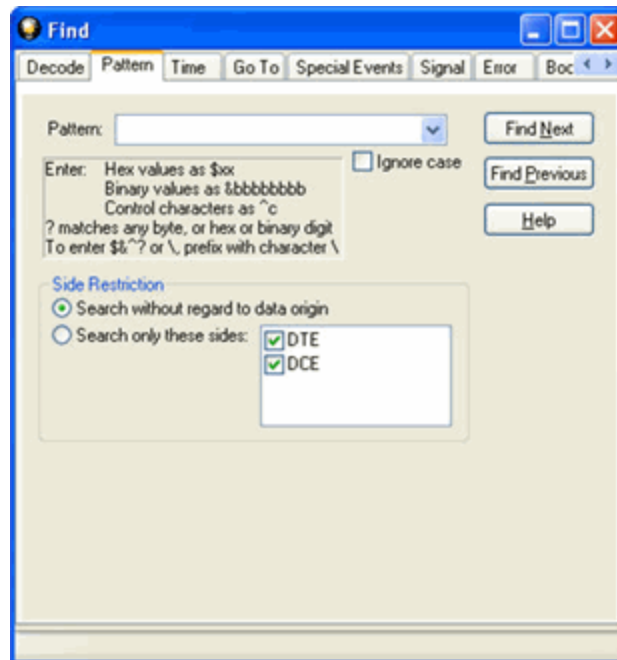 Find
Decode Pattern Time Go To Special Events Signal Error Boo
Pattern:
Find Next
Enter: Hex values as $xx
Ignore case
Binary values as &bbbbbbbb
Find Previous
Control characters as ^c
? matches any byte, or hex or binary digit
Help
To enter $&^? or \, prefix with character \
Side Restriction
Search without regard to data origin
Search only these sides:
DTE
DCE